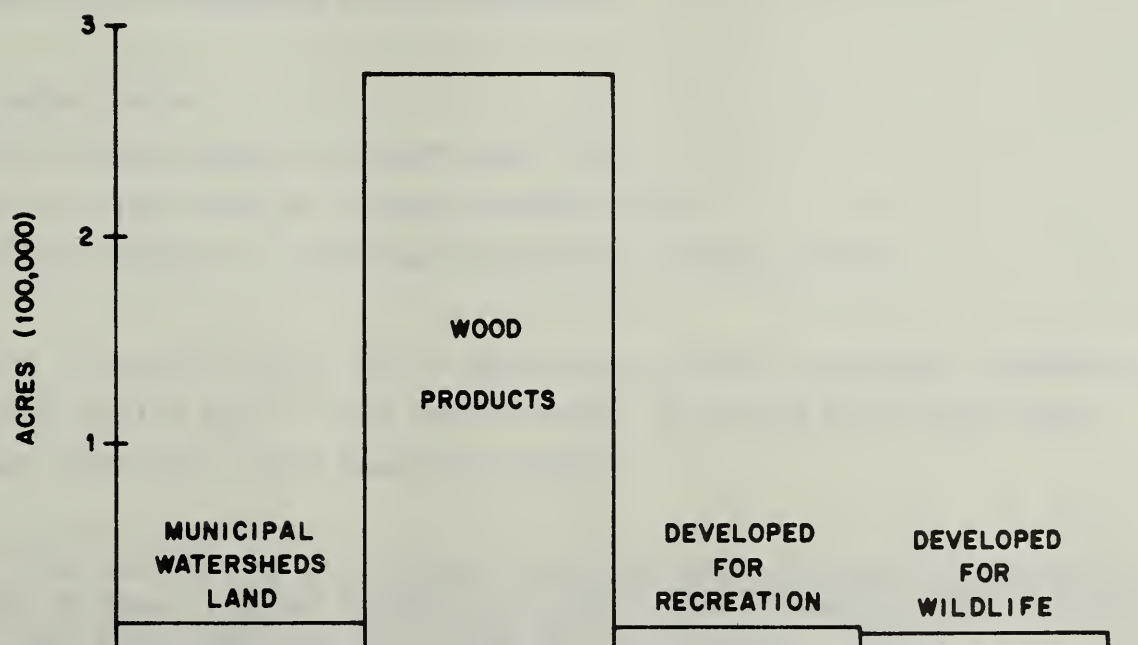 3
2
1
ACRES (100,000)
MUNICIPAL
WATERSHEDS
LAND
WOOD
PRODUCTS
DEVELOPED
FOR
RECREATION
DEVELOPED
FOR
WILDLIFE